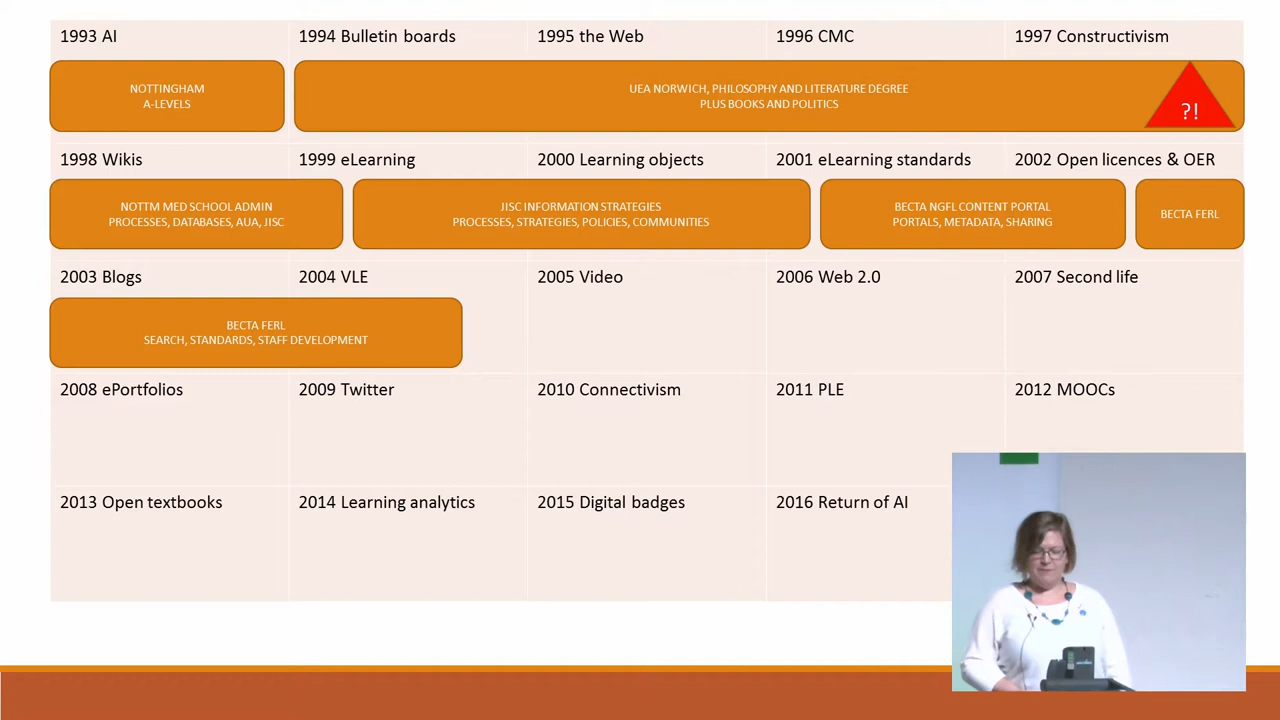 1993 AI
1994 Bulletin boards
1995 the Web
1996 CMC
1997 Constructivism
NOTTINGHAM
A-LEVELS
UEA NORWICH, PHILOSOPHY AND LITERATURE DEGREE
PLUS BOOKS AND POLITICS
?!
1998 Wikis
1999 eLearning
2000 Learning objects
2001 eLearning standards
2002 Open licences & OER
NOTTM MED SCHOOL ADMIN
PROCESSES, DATABASES, AUA, JISC
JISC INFORMATION STRATEGIES
PROCESSES, STRATEGIES, POLICIES, COMMUNITIES
BECTA NGFL CONTENT PORTAL
PORTALS, METADATA, SHARING
BECTA FERL
2003 Blogs
2004 VLE
2005 Video
2006 Web 2.0
2007 Second life
BECTA FERL
SEARCH, STANDARDS, STAFF DEVELOPMENT
2008 ePortfolios
2009 Twitter
2010 Connectivism
2011 PLE
2012 MOOCs
2013 Open textbooks
2014 Learning analytics
2015 Digital badges
2016 Return of AI